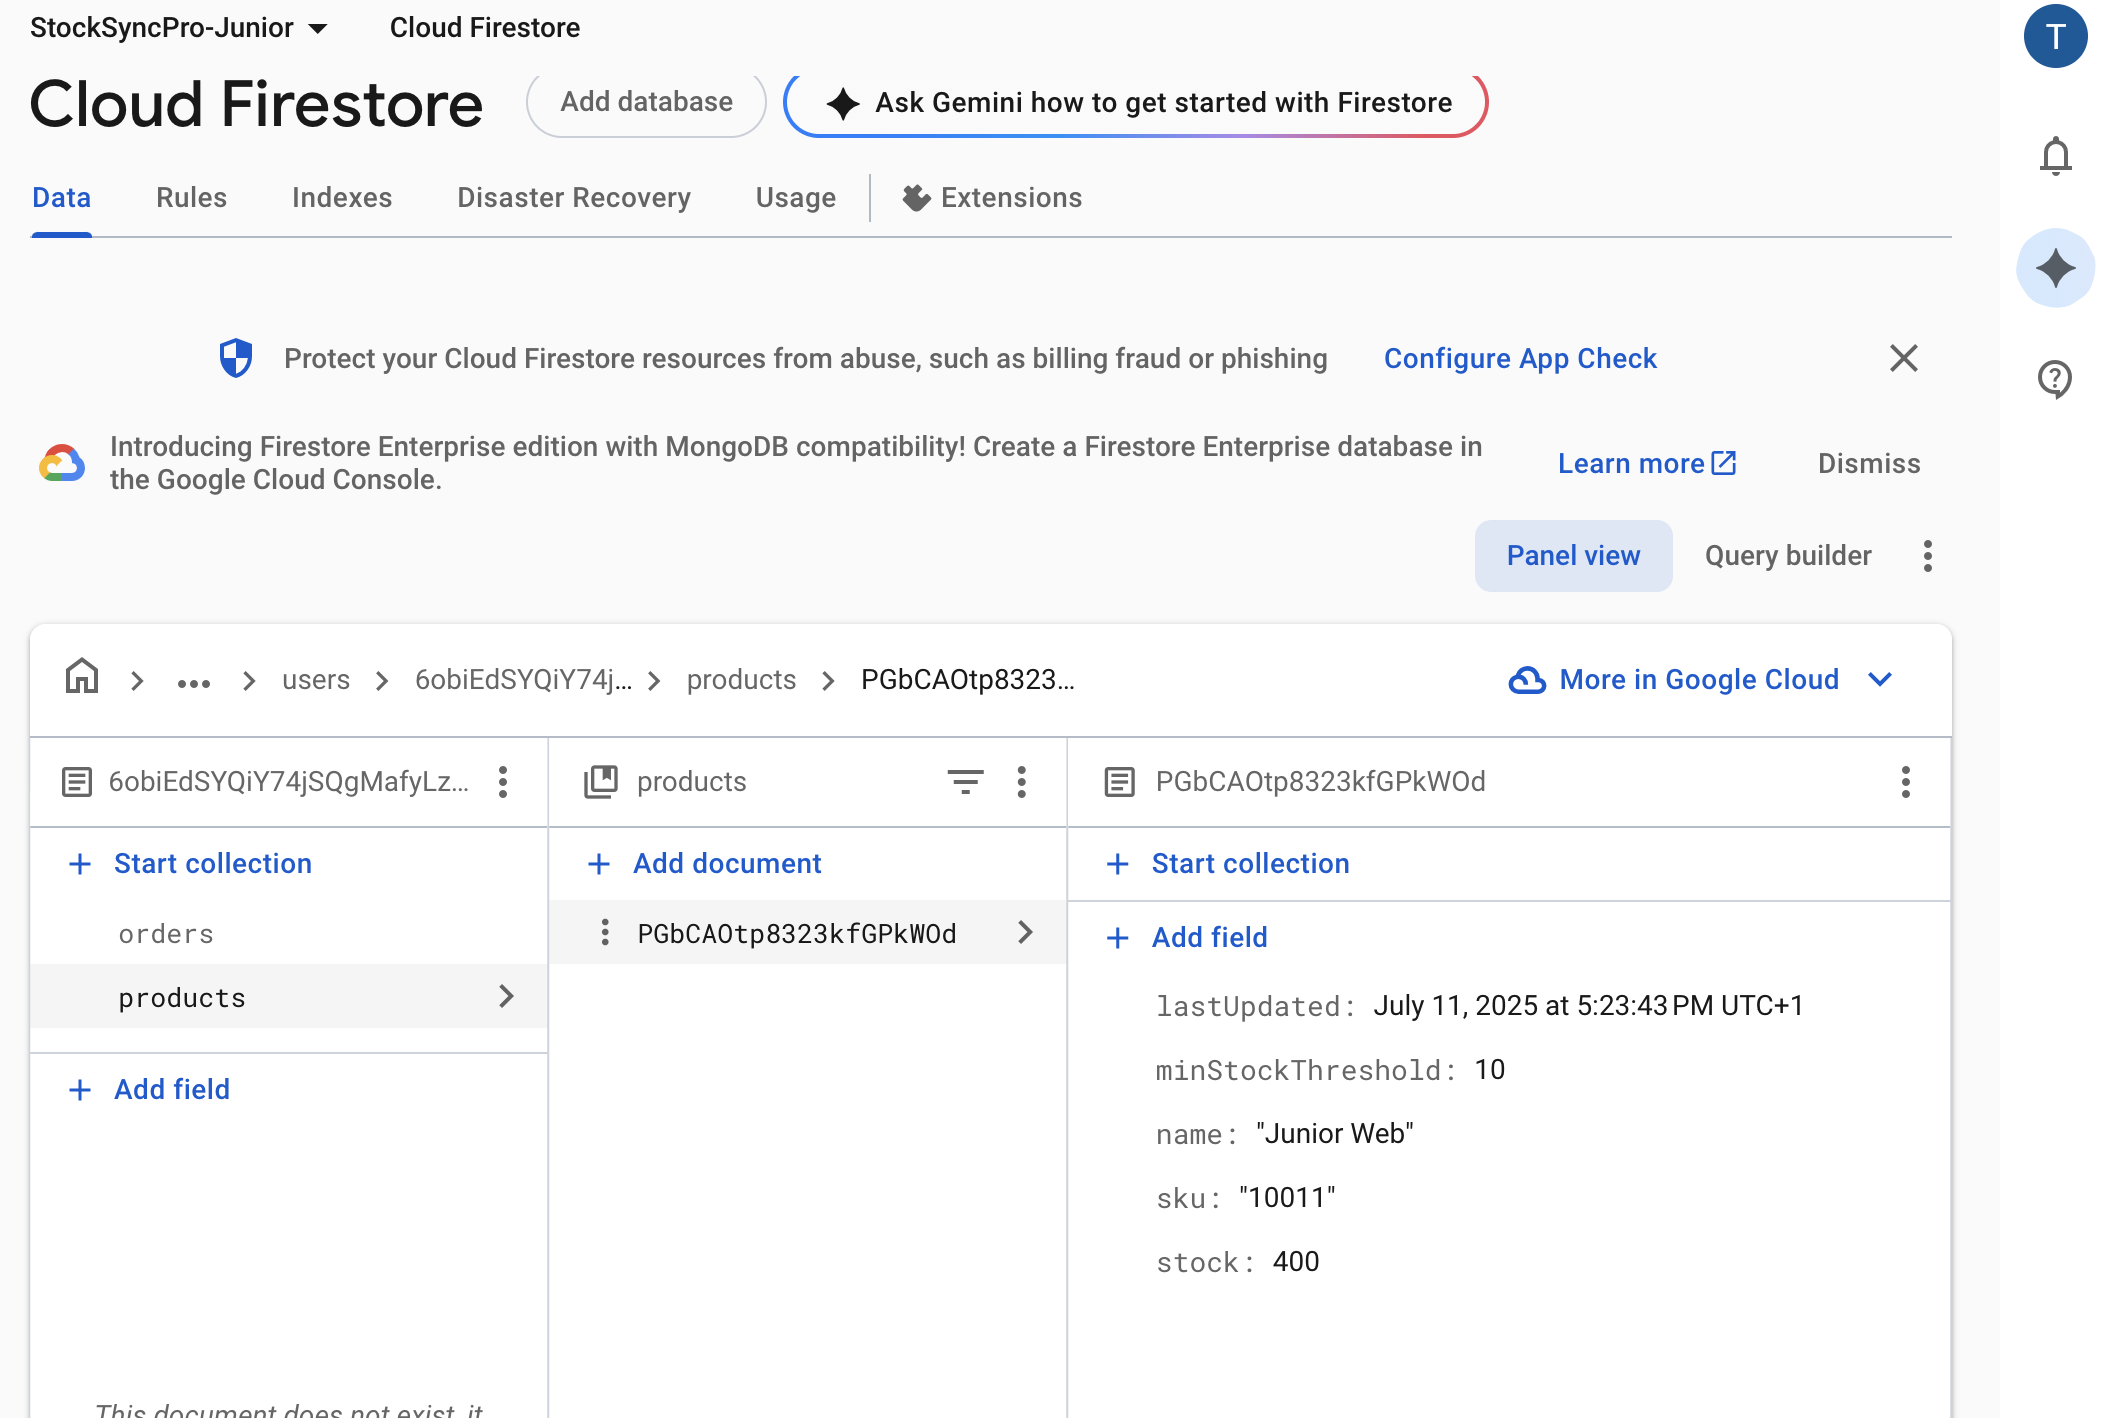 StockSyncPro-Junior
Cloud Firestore
T
Cloud Firestore
Add database
Ask Gemini how to get started with Firestore
Data
Rules
Indexes
Disaster Recovery
Usage
Extensions
Protect your Cloud Firestore resources from abuse, such as billing fraud or phishing
Configure App Check
Introducing Firestore Enterprise edition with MongoDB compatibility! Create a Firestore Enterprise database in
the Google Cloud Console.
Learn more
Dismiss
Panel view
Query builder
users
6obiEdSYQiY74j...
products
PGbCAOtp8323...
More in Google Cloud
6obiEdSYQiY74jSQgMafyLz...
products
PGbCAOtp8323kfGPkWOd
Start collection
Add document
Start collection
orders
PGbCAOtp8323kfGPkWOd
Add field
products
lastUpdated: July 11, 2025 at 5:23:43 PM UTC+1
minStockThreshold: 10
Add field
name: "Junior Web"
sku: "10011"
stock: 400
This document does not exist, it